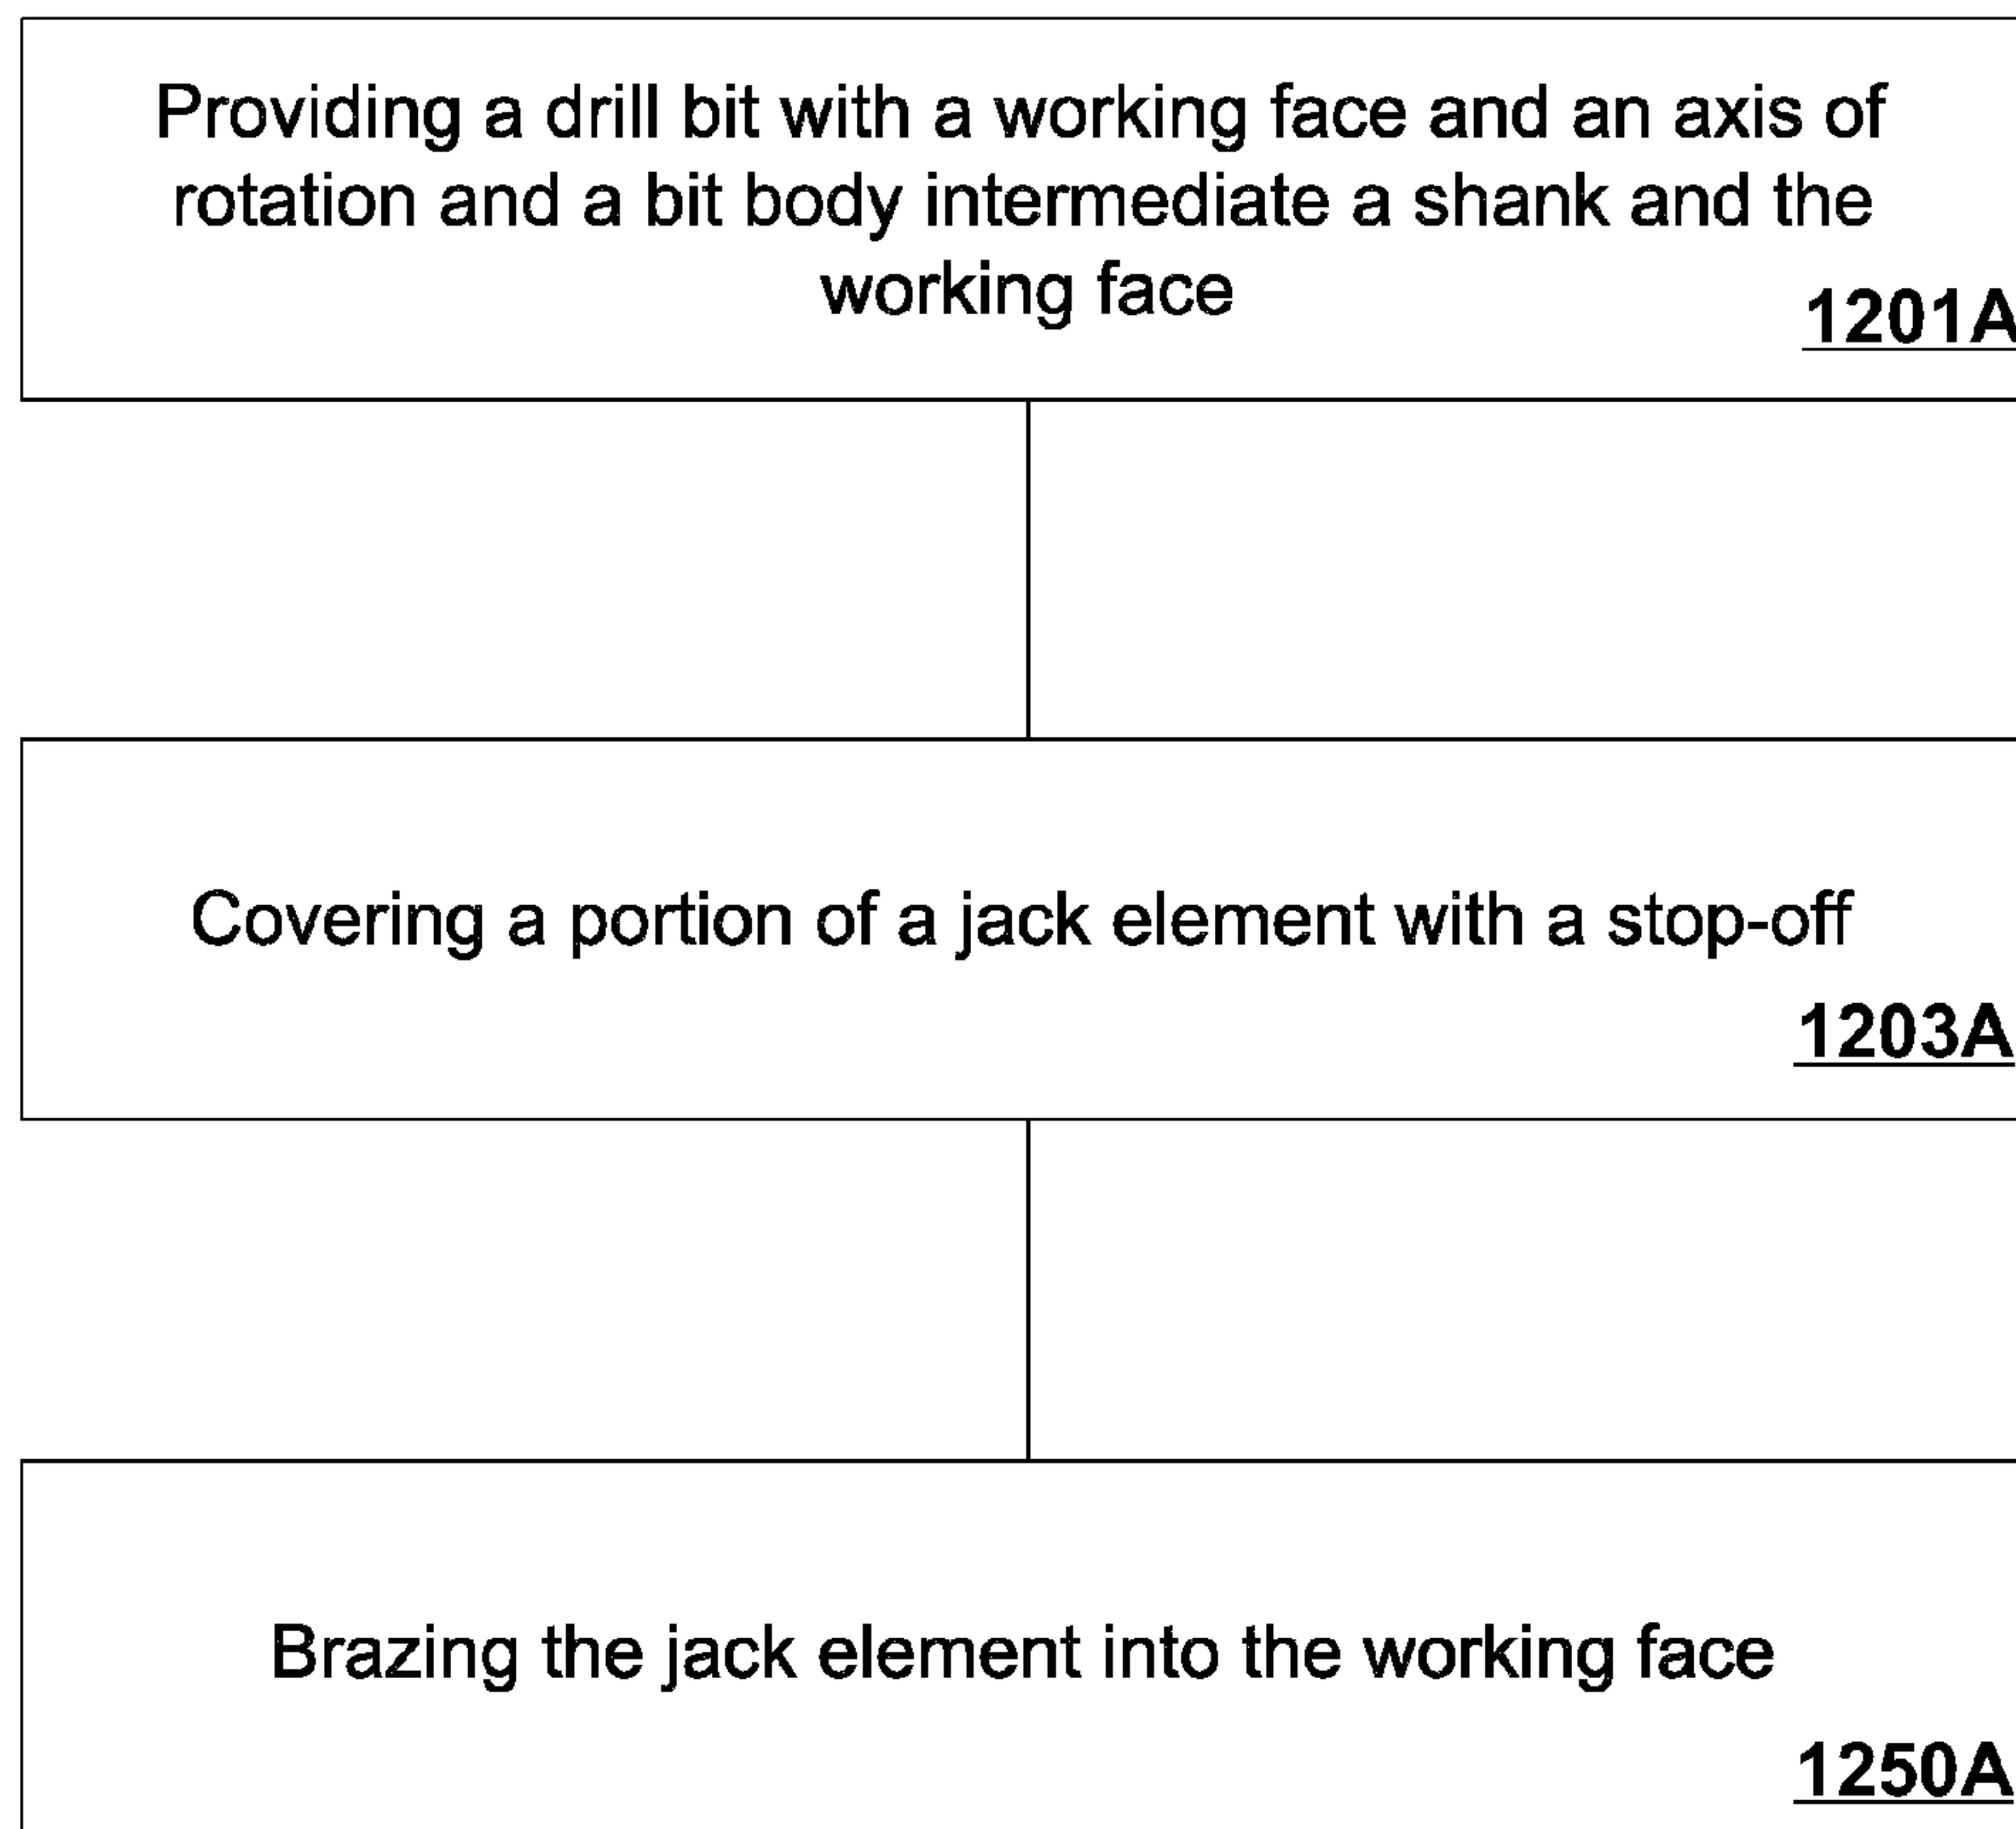 Providing a drill bit with a working face and an axis of
rotation and a bit body intermediate a shank and the
working face
1201A
Covering a portion of a jack element with a stop-off
1203A
Brazing the jack element into the working face
1250A